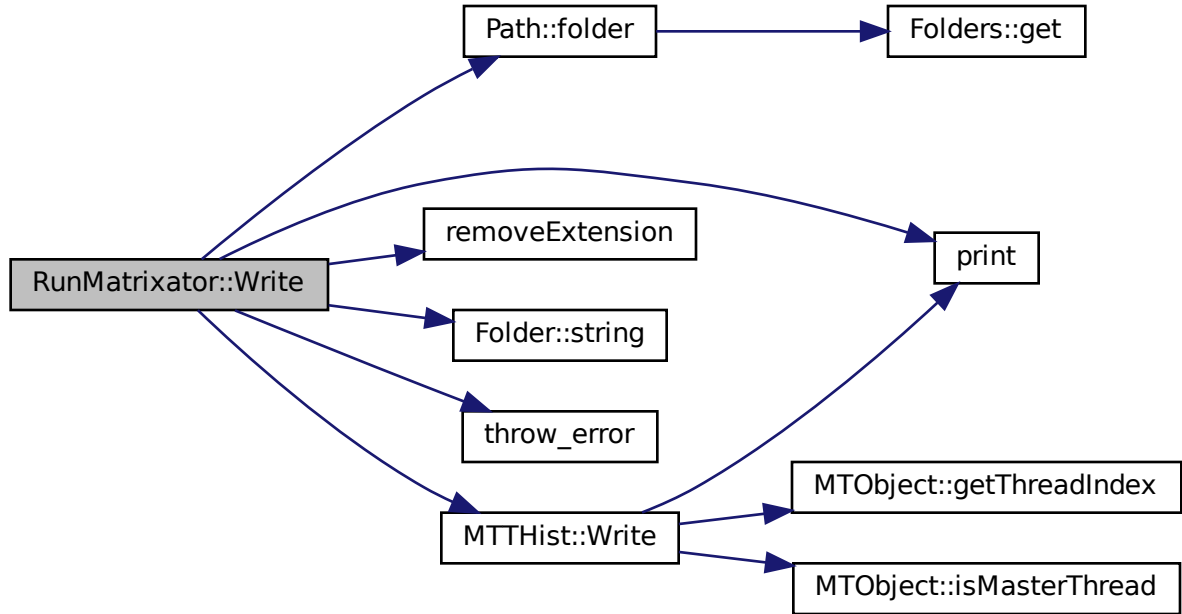 Path::folder
Folders::get
removeExtension
print
RunMatrixator::Write
Folder::string
throw_error
MTObject::getThreadIndex
MTTHist::Write
MTObject::isMasterThread